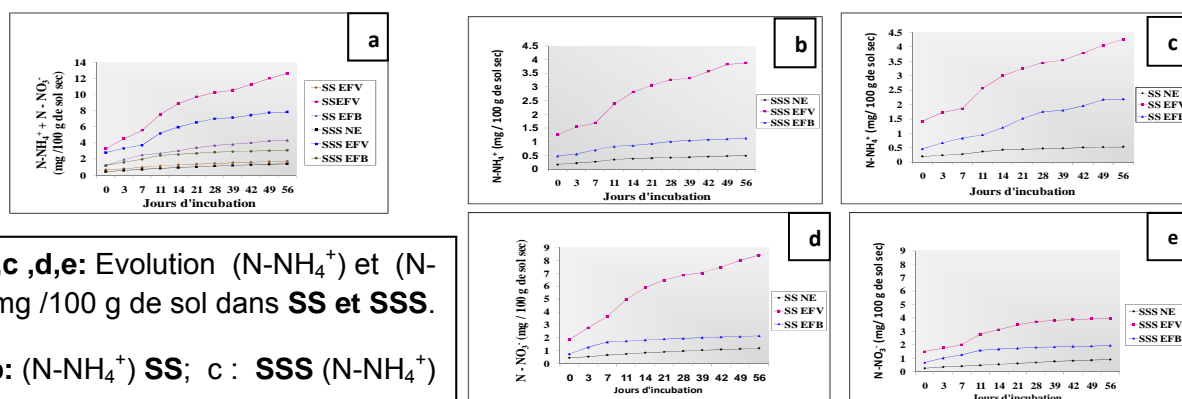 a
N-NH₄⁺ + N - NO₃⁻
(mg /100 g de sol sec)
14
12
10
8
6
4
2
0
0 3 7 11 14 21 28 39 42 49 56
Jours d'incubation
SS EFV
SSEFV
SS EFB
SSS NE
SSS EFV
SSS EFB
b
N-NH₄⁺ (mg/ 100 g de sol sec)
4.5
4
3.5
3
2.5
2
1.5
1
0.5
0
0 3 7 11 14 21 28 39 42 49 56
Jours d'incubation
SSS NE
SSS EFV
SSS EFB
c
N-NH₄⁺ (mg/ 100 g de sol sec)
4.5
4
3.5
3
2.5
2
1.5
1
0.5
0
0 3 7 11 14 21 28 39 42 49 56
Jours d'incubation
SS NE
SS EFV
SS EFB
,c ,d,e: Evolution (N-NH₄⁺) et (N-
mg /100 g de sol dans SS et SSS.
: (N-NH₄⁺) SS; c : SSS (N-NH₄⁺)
d
N - NO₃⁻ (mg / 100 g de sol sec)
9
8
7
6
5
4
3
2
1
0
0 3 7 11 14 21 28 39 42 49 56
Jours d'incubation
SS NE
SS EFV
SS EFB
e
N-NO₃⁻ (mg/ 100 g de sol sec)
9
8
7
6
5
4
3
2
1
0
0 3 7 11 14 21 28 39 42 49 56
Jours d'incubation
SSS NE
SSS EFV
SSS EFB